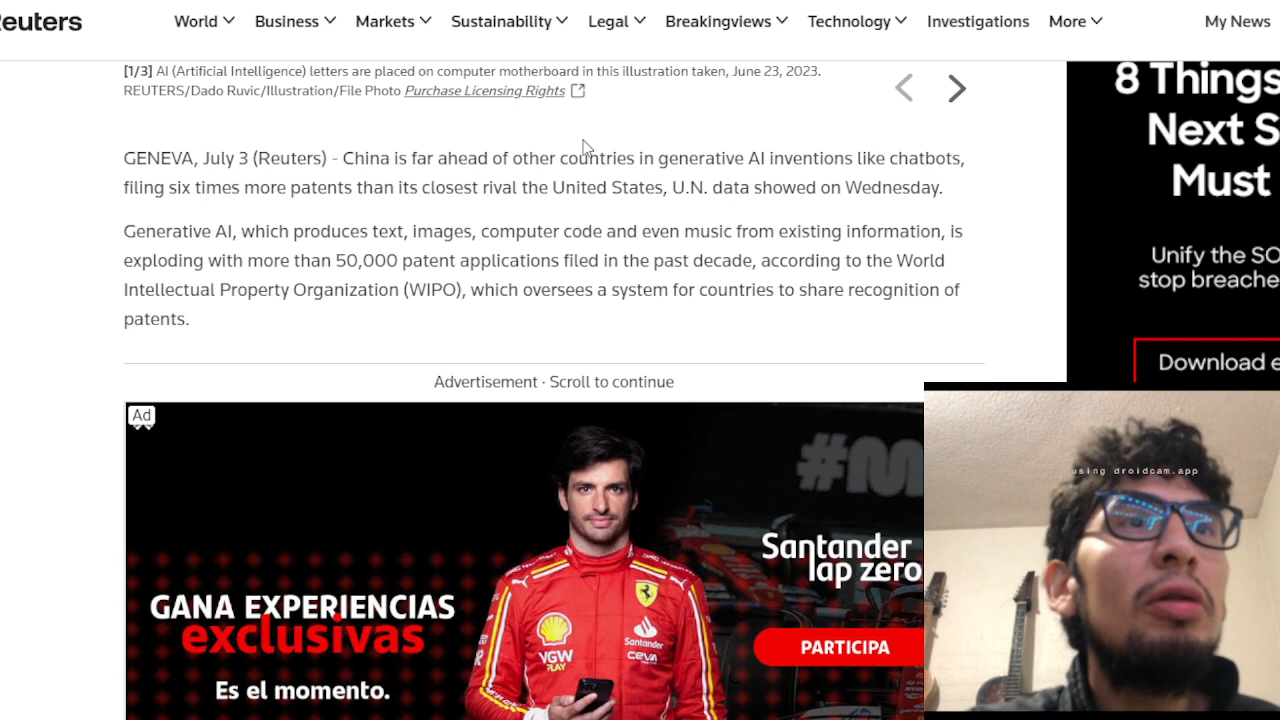 Reuters
World Business Markets Sustainability Legal Breakingviews Technology Investigations More My News
[1/3] AI (Artificial Intelligence) letters are placed on computer motherboard in this illustration taken, June 23, 2023.
REUTERS/Dado Ruvic/Illustration/File Photo Purchase Licensing Rights
GENEVA, July 3 (Reuters) - China is far ahead of other countries in generative AI inventions like chatbots,
filing six times more patents than its closest rival the United States, U.N. data showed on Wednesday.
Generative AI, which produces text, images, computer code and even music from existing information, is
exploding with more than 50,000 patent applications filed in the past decade, according to the World
Intellectual Property Organization (WIPO), which oversees a system for countries to share recognition of
patents.
Advertisement · Scroll to continue
Ad
#M
Santander
lap zero
GANA EXPERIENCIAS
exclusivas
Es el momento.
PARTICIPA
VGW
PLAY
Santander
ceva
8 Things
Next S
Must
Unify the SO
stop breache
Download e
using droidcam.app